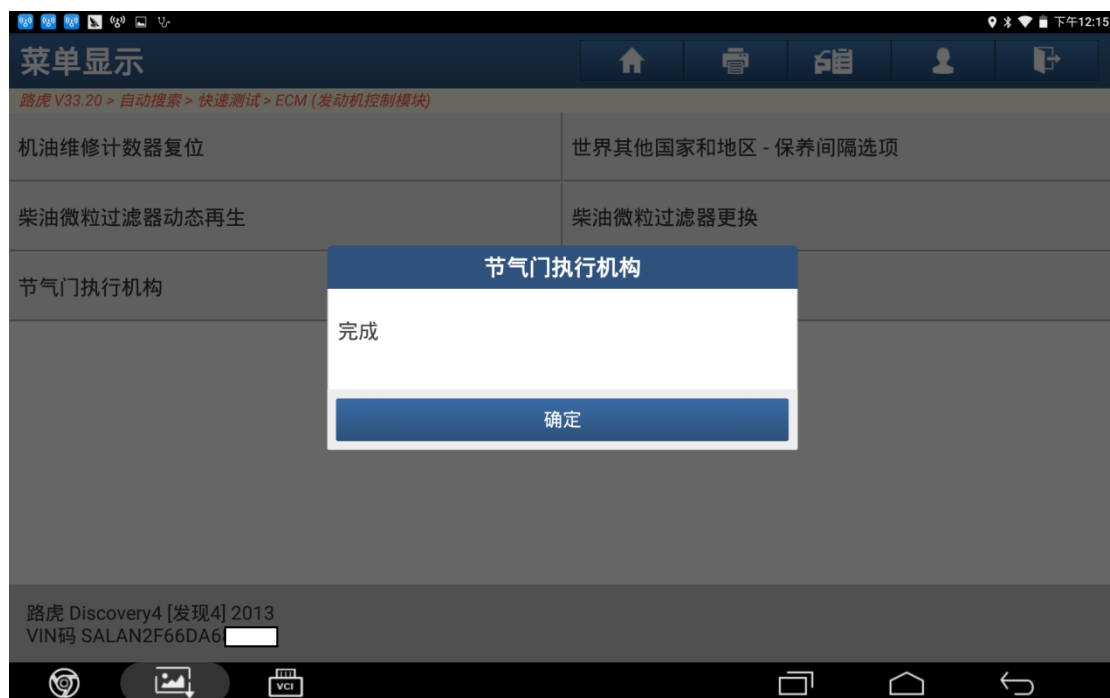 下午12:15
菜单显示
路虎 V33.20 > 自动搜索 > 快速测试 > ECM (发动机控制模块)
机油维修计数器复位
世界其他国家和地区 - 保养间隔选项
柴油微粒过滤器动态再生
柴油微粒过滤器更换
节气门执行机构
节气门执行机构
完成
确定
路虎 Discovery4 [发现4] 2013
VIN码 SALAN2F66DA6
VCI